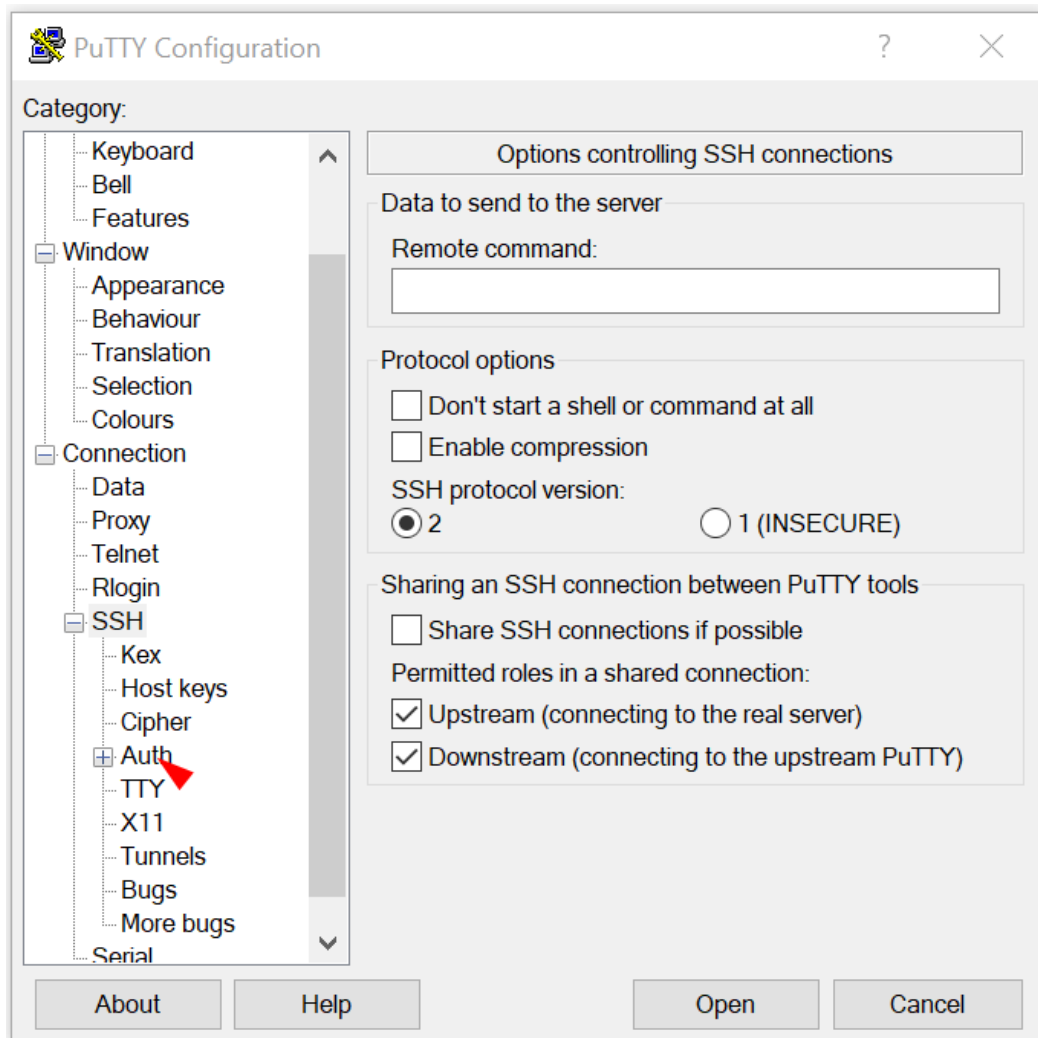 PuTTY Configuration ?
Category:
Keyboard
Bell
Features
Window
Appearance
Behaviour
Translation
Selection
Colours
Connection
Data
Proxy
Telnet
Rlogin
SSH
Kex
Host keys
Cipher
Auth
TTY
X11
Tunnels
Bugs
More bugs
Serial
Options controlling SSH connections
Data to send to the server
Remote command:
Protocol options
Don't start a shell or command at all
Enable compression
SSH protocol version:
2 1 (INSECURE)
Sharing an SSH connection between PuTTY tools
Share SSH connections if possible
Permitted roles in a shared connection:
Upstream (connecting to the real server)
Downstream (connecting to the upstream PuTTY)
About Help Open Cancel